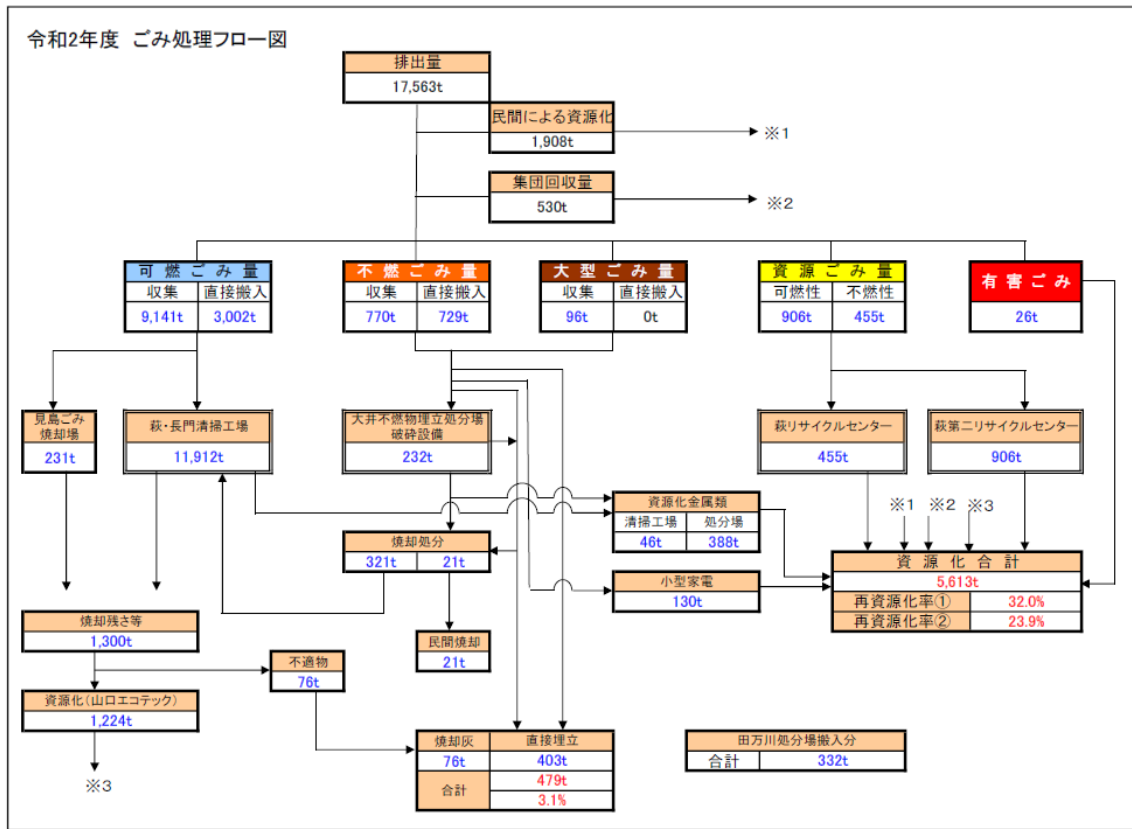 令和2年度 ごみ処理フロー図
排出量
17,563t
民間による資源化
1,908t
※1
集団回収量
530t
※2
可燃ごみ量
収集 直接搬入
9,141t 3,002t
不燃ごみ量
収集 直接搬入
770t 729t
大型ごみ量
収集 直接搬入
96t 0t
資源ごみ量
可燃性 不燃性
906t 455t
有害ごみ
26t
見島ごみ
焼却場
231t
萩・長門清掃工場
11,912t
大井不燃物埋立処分場
破砕設備
232t
萩リサイクルセンター
455t
萩第二リサイクルセンター
906t
資源化金属類
清掃工場 処分場
46t 388t
※1 ※2 ※3
焼却処分
321t 21t
小型家電
130t
資源化合計
5,613t
再資源化率① 32.0%
再資源化率② 23.9%
焼却残さ等
1,300t
民間焼却
21t
不適物
76t
資源化(山口エコテック)
1,224t
※3
焼却灰 直接埋立
76t 403t
合計 479t
3.1%
田万川処分場搬入分
合計 332t